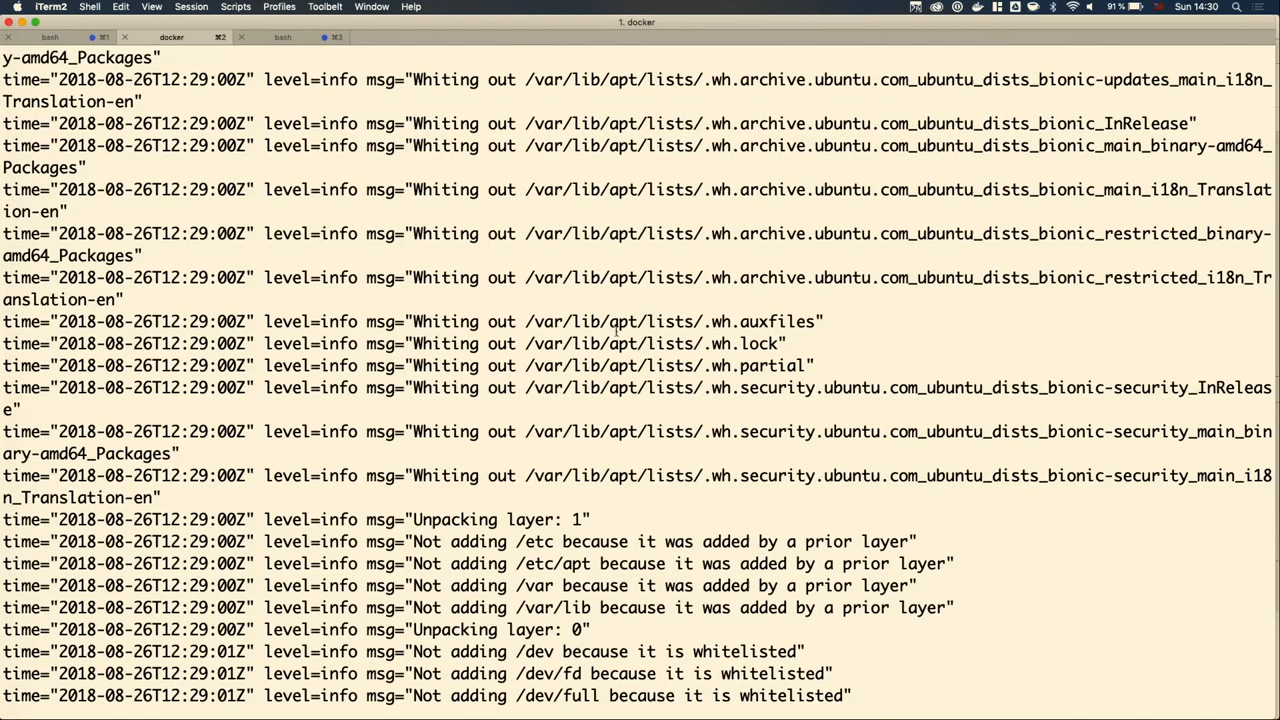 iTerm2 Shell Edit View Session Scripts Profiles Toolbelt Window Help 91 % Sun 14:30
1. docker
bash ⌘1 docker ⌘2 bash ⌘3
y-amd64_Packages"
time="2018-08-26T12:29:00Z" level=info msg="Whiting out /var/lib/apt/lists/.wh.archive.ubuntu.com_ubuntu_dists_bionic-updates_main_i18n_
Translation-en"
time="2018-08-26T12:29:00Z" level=info msg="Whiting out /var/lib/apt/lists/.wh.archive.ubuntu.com_ubuntu_dists_bionic_InRelease"
time="2018-08-26T12:29:00Z" level=info msg="Whiting out /var/lib/apt/lists/.wh.archive.ubuntu.com_ubuntu_dists_bionic_main_binary-amd64_
Packages"
time="2018-08-26T12:29:00Z" level=info msg="Whiting out /var/lib/apt/lists/.wh.archive.ubuntu.com_ubuntu_dists_bionic_main_i18n_Translat
ion-en"
time="2018-08-26T12:29:00Z" level=info msg="Whiting out /var/lib/apt/lists/.wh.archive.ubuntu.com_ubuntu_dists_bionic_restricted_binary-
amd64_Packages"
time="2018-08-26T12:29:00Z" level=info msg="Whiting out /var/lib/apt/lists/.wh.archive.ubuntu.com_ubuntu_dists_bionic_restricted_i18n_Tr
anslation-en"
time="2018-08-26T12:29:00Z" level=info msg="Whiting out /var/lib/apt/lists/.wh.auxfiles"
time="2018-08-26T12:29:00Z" level=info msg="Whiting out /var/lib/apt/lists/.wh.lock"
time="2018-08-26T12:29:00Z" level=info msg="Whiting out /var/lib/apt/lists/.wh.partial"
time="2018-08-26T12:29:00Z" level=info msg="Whiting out /var/lib/apt/lists/.wh.security.ubuntu.com_ubuntu_dists_bionic-security_InReleas
e"
time="2018-08-26T12:29:00Z" level=info msg="Whiting out /var/lib/apt/lists/.wh.security.ubuntu.com_ubuntu_dists_bionic-security_main_bin
ary-amd64_Packages"
time="2018-08-26T12:29:00Z" level=info msg="Whiting out /var/lib/apt/lists/.wh.security.ubuntu.com_ubuntu_dists_bionic-security_main_i18
n_Translation-en"
time="2018-08-26T12:29:00Z" level=info msg="Unpacking layer: 1"
time="2018-08-26T12:29:00Z" level=info msg="Not adding /etc because it was added by a prior layer"
time="2018-08-26T12:29:00Z" level=info msg="Not adding /etc/apt because it was added by a prior layer"
time="2018-08-26T12:29:00Z" level=info msg="Not adding /var because it was added by a prior layer"
time="2018-08-26T12:29:00Z" level=info msg="Not adding /var/lib because it was added by a prior layer"
time="2018-08-26T12:29:00Z" level=info msg="Unpacking layer: 0"
time="2018-08-26T12:29:01Z" level=info msg="Not adding /dev because it is whitelisted"
time="2018-08-26T12:29:01Z" level=info msg="Not adding /dev/fd because it is whitelisted"
time="2018-08-26T12:29:01Z" level=info msg="Not adding /dev/full because it is whitelisted"